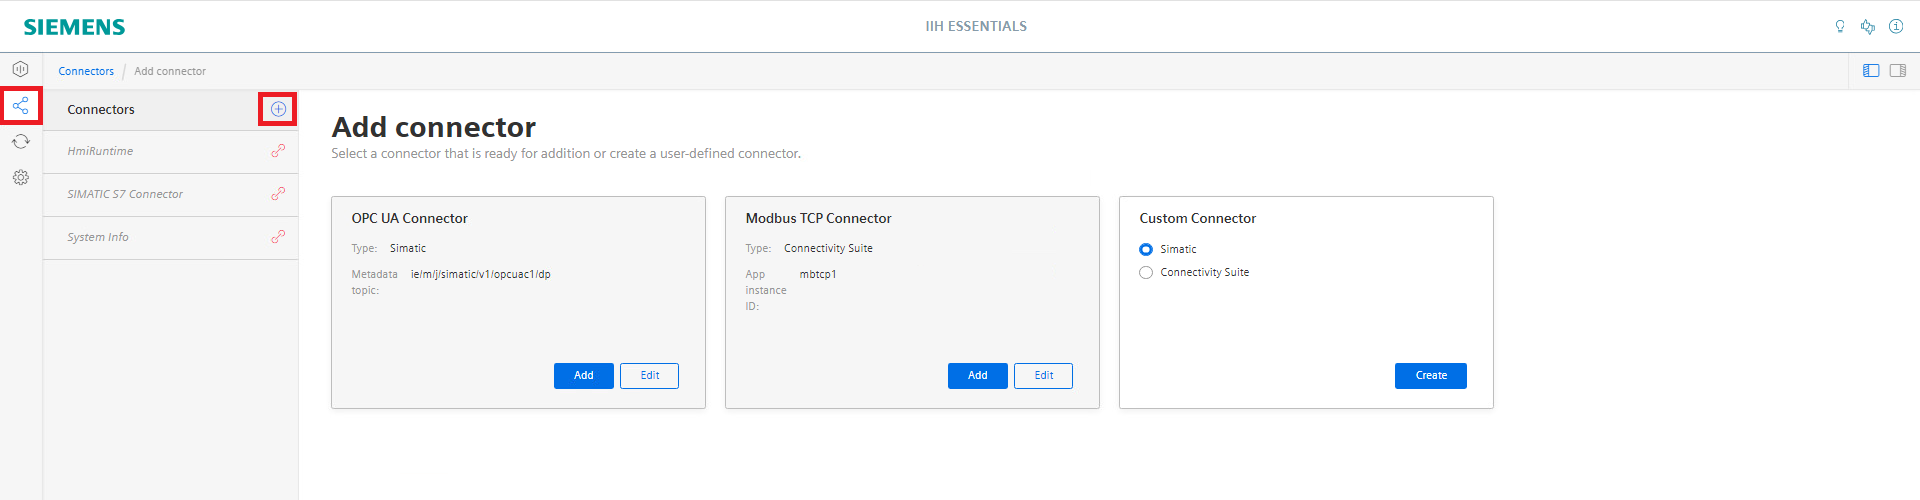 SIEMENS
IIH ESSENTIALS
Connectors / Add connector
Connectors
HmiRuntime
SIMATIC S7 Connector
System Info
Add connector
Select a connector that is ready for addition or create a user-defined connector.
OPC UA Connector
Type: Simatic
Metadata topic: ie/m/j/simatic/v1/opcuac1/dp
Add Edit
Modbus TCP Connector
Type: Connectivity Suite
App instance ID: mbtcp1
Add Edit
Custom Connector
Simatic
Connectivity Suite
Create